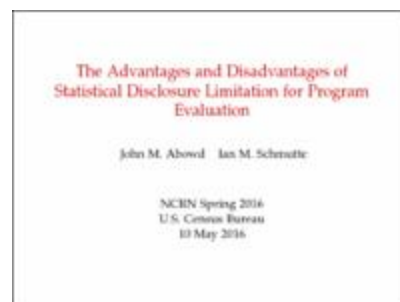 The Advantages and Disadvantages of
Statistical Disclosure Limitation for Program
Evaluation
John M. Abowd Ian M. Schmutte
NCRN Spring 2016
U.S. Census Bureau
10 May 2016